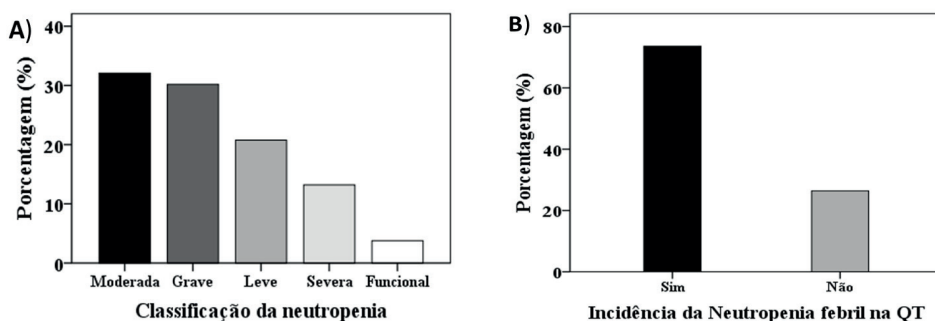 A)
Porcentagem (%)
40
30
20
10
0
Moderada Grave Leve Severa Funcional
Classificação da neutropenia
B)
Porcentagem (%)
80
60
40
20
0
Sim Não
Incidência da Neutropenia febril na QT